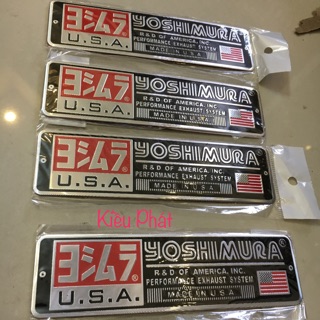 ヨシムラ
U.S.A.
YOSHIMURA
R&D OF AMERICA, INC.
PERFORMANCE EXHAUST SYSTEM
MADE IN U.S.A.
ヨシムラ
U.S.A.
YOSHIMURA
R&D OF AMERICA, INC.
PERFORMANCE EXHAUST SYSTEM
MADE IN U.S.A.
ヨシムラ
U.S.A.
YOSHIMURA
R&D OF AMERICA, INC.
PERFORMANCE EXHAUST SYSTEM
MADE IN U.S.A.
Kiều Phát
ヨシムラ®
U.S.A.
YOSHIMURA®
R&D OF AMERICA, INC.
PERFORMANCE EXHAUST SYSTEM
MADE IN U.S.A.